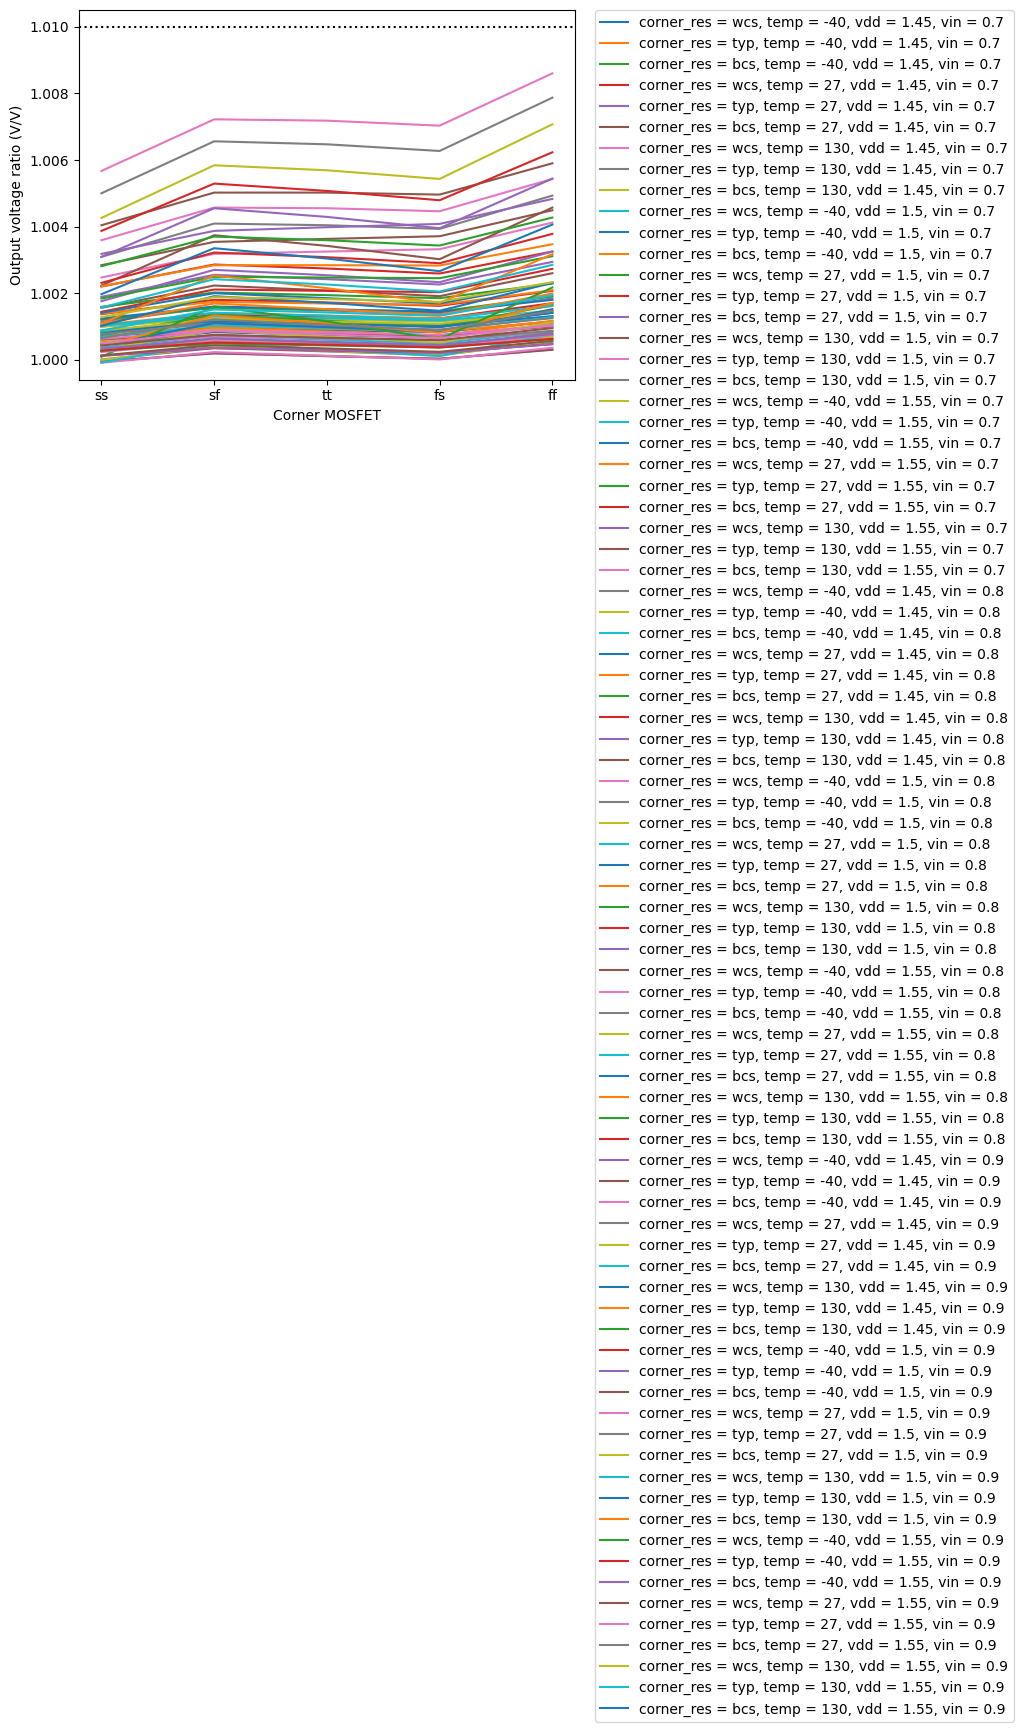 1.010
1.008
1.006
1.004
1.002
1.000
Output voltage ratio (V/V)
ss sf tt fs ff
Corner MOSFET
corner_res = wcs, temp = -40, vdd = 1.45, vin = 0.7
corner_res = typ, temp = -40, vdd = 1.45, vin = 0.7
corner_res = bcs, temp = -40, vdd = 1.45, vin = 0.7
corner_res = wcs, temp = 27, vdd = 1.45, vin = 0.7
corner_res = typ, temp = 27, vdd = 1.45, vin = 0.7
corner_res = bcs, temp = 27, vdd = 1.45, vin = 0.7
corner_res = wcs, temp = 130, vdd = 1.45, vin = 0.7
corner_res = typ, temp = 130, vdd = 1.45, vin = 0.7
corner_res = bcs, temp = 130, vdd = 1.45, vin = 0.7
corner_res = wcs, temp = -40, vdd = 1.5, vin = 0.7
corner_res = typ, temp = -40, vdd = 1.5, vin = 0.7
corner_res = bcs, temp = -40, vdd = 1.5, vin = 0.7
corner_res = wcs, temp = 27, vdd = 1.5, vin = 0.7
corner_res = typ, temp = 27, vdd = 1.5, vin = 0.7
corner_res = bcs, temp = 27, vdd = 1.5, vin = 0.7
corner_res = wcs, temp = 130, vdd = 1.5, vin = 0.7
corner_res = typ, temp = 130, vdd = 1.5, vin = 0.7
corner_res = bcs, temp = 130, vdd = 1.5, vin = 0.7
corner_res = wcs, temp = -40, vdd = 1.55, vin = 0.7
corner_res = typ, temp = -40, vdd = 1.55, vin = 0.7
corner_res = bcs, temp = -40, vdd = 1.55, vin = 0.7
corner_res = wcs, temp = 27, vdd = 1.55, vin = 0.7
corner_res = typ, temp = 27, vdd = 1.55, vin = 0.7
corner_res = bcs, temp = 27, vdd = 1.55, vin = 0.7
corner_res = wcs, temp = 130, vdd = 1.55, vin = 0.7
corner_res = typ, temp = 130, vdd = 1.55, vin = 0.7
corner_res = bcs, temp = 130, vdd = 1.55, vin = 0.7
corner_res = wcs, temp = -40, vdd = 1.45, vin = 0.8
corner_res = typ, temp = -40, vdd = 1.45, vin = 0.8
corner_res = bcs, temp = -40, vdd = 1.45, vin = 0.8
corner_res = wcs, temp = 27, vdd = 1.45, vin = 0.8
corner_res = typ, temp = 27, vdd = 1.45, vin = 0.8
corner_res = bcs, temp = 27, vdd = 1.45, vin = 0.8
corner_res = wcs, temp = 130, vdd = 1.45, vin = 0.8
corner_res = typ, temp = 130, vdd = 1.45, vin = 0.8
corner_res = bcs, temp = 130, vdd = 1.45, vin = 0.8
corner_res = wcs, temp = -40, vdd = 1.5, vin = 0.8
corner_res = typ, temp = -40, vdd = 1.5, vin = 0.8
corner_res = bcs, temp = -40, vdd = 1.5, vin = 0.8
corner_res = wcs, temp = 27, vdd = 1.5, vin = 0.8
corner_res = typ, temp = 27, vdd = 1.5, vin = 0.8
corner_res = bcs, temp = 27, vdd = 1.5, vin = 0.8
corner_res = wcs, temp = 130, vdd = 1.5, vin = 0.8
corner_res = typ, temp = 130, vdd = 1.5, vin = 0.8
corner_res = bcs, temp = 130, vdd = 1.5, vin = 0.8
corner_res = wcs, temp = -40, vdd = 1.55, vin = 0.8
corner_res = typ, temp = -40, vdd = 1.55, vin = 0.8
corner_res = bcs, temp = -40, vdd = 1.55, vin = 0.8
corner_res = wcs, temp = 27, vdd = 1.55, vin = 0.8
corner_res = typ, temp = 27, vdd = 1.55, vin = 0.8
corner_res = bcs, temp = 27, vdd = 1.55, vin = 0.8
corner_res = wcs, temp = 130, vdd = 1.55, vin = 0.8
corner_res = typ, temp = 130, vdd = 1.55, vin = 0.8
corner_res = bcs, temp = 130, vdd = 1.55, vin = 0.8
corner_res = wcs, temp = -40, vdd = 1.45, vin = 0.9
corner_res = typ, temp = -40, vdd = 1.45, vin = 0.9
corner_res = bcs, temp = -40, vdd = 1.45, vin = 0.9
corner_res = wcs, temp = 27, vdd = 1.45, vin = 0.9
corner_res = typ, temp = 27, vdd = 1.45, vin = 0.9
corner_res = bcs, temp = 27, vdd = 1.45, vin = 0.9
corner_res = wcs, temp = 130, vdd = 1.45, vin = 0.9
corner_res = typ, temp = 130, vdd = 1.45, vin = 0.9
corner_res = bcs, temp = 130, vdd = 1.45, vin = 0.9
corner_res = wcs, temp = -40, vdd = 1.5, vin = 0.9
corner_res = typ, temp = -40, vdd = 1.5, vin = 0.9
corner_res = bcs, temp = -40, vdd = 1.5, vin = 0.9
corner_res = wcs, temp = 27, vdd = 1.5, vin = 0.9
corner_res = typ, temp = 27, vdd = 1.5, vin = 0.9
corner_res = bcs, temp = 27, vdd = 1.5, vin = 0.9
corner_res = wcs, temp = 130, vdd = 1.5, vin = 0.9
corner_res = typ, temp = 130, vdd = 1.5, vin = 0.9
corner_res = bcs, temp = 130, vdd = 1.5, vin = 0.9
corner_res = wcs, temp = -40, vdd = 1.55, vin = 0.9
corner_res = typ, temp = -40, vdd = 1.55, vin = 0.9
corner_res = bcs, temp = -40, vdd = 1.55, vin = 0.9
corner_res = wcs, temp = 27, vdd = 1.55, vin = 0.9
corner_res = typ, temp = 27, vdd = 1.55, vin = 0.9
corner_res = bcs, temp = 27, vdd = 1.55, vin = 0.9
corner_res = wcs, temp = 130, vdd = 1.55, vin = 0.9
corner_res = typ, temp = 130, vdd = 1.55, vin = 0.9
corner_res = bcs, temp = 130, vdd = 1.55, vin = 0.9